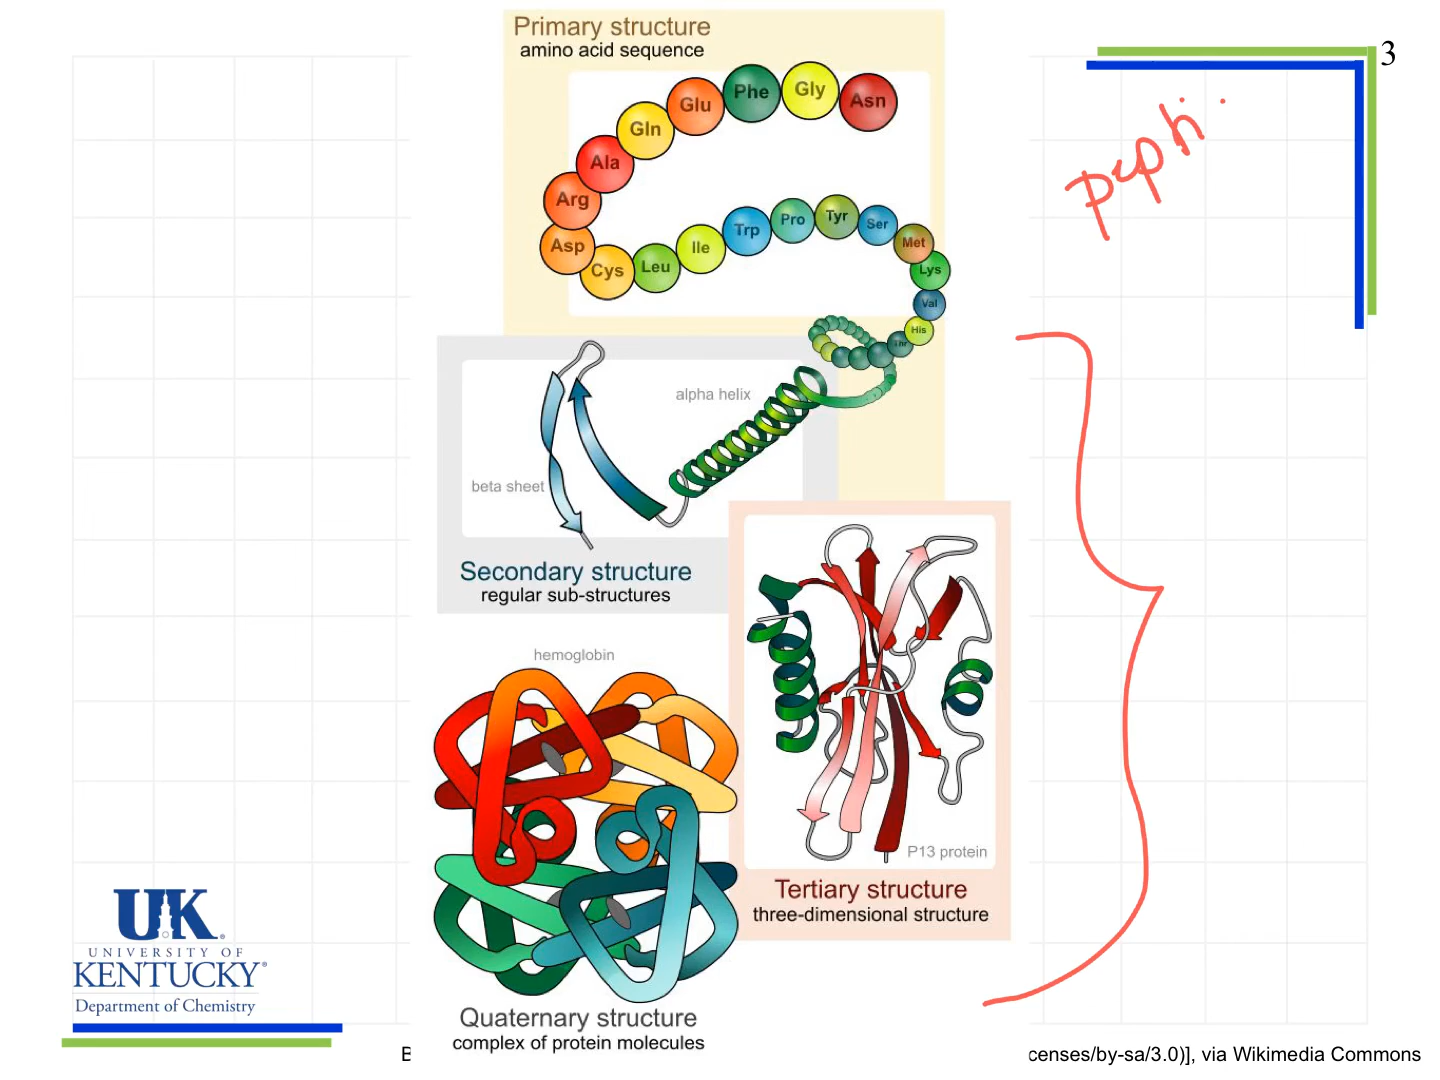 Primary structure
amino acid sequence
3
Asn
Gly
Phe
Glu
Gln
Ala
Arg
Asp
Cys
Leu
Ile
Trp
Pro
Tyr
Ser
Met
Lys
Val
His
Thr
alpha helix
beta sheet
Secondary structure
regular sub-structures
hemoglobin
P13 protein
Tertiary structure
three-dimensional structure
UK
UNIVERSITY OF
KENTUCKY®
Department of Chemistry
Quaternary structure
complex of protein molecules
censes/by-sa/3.0)], via Wikimedia Commons